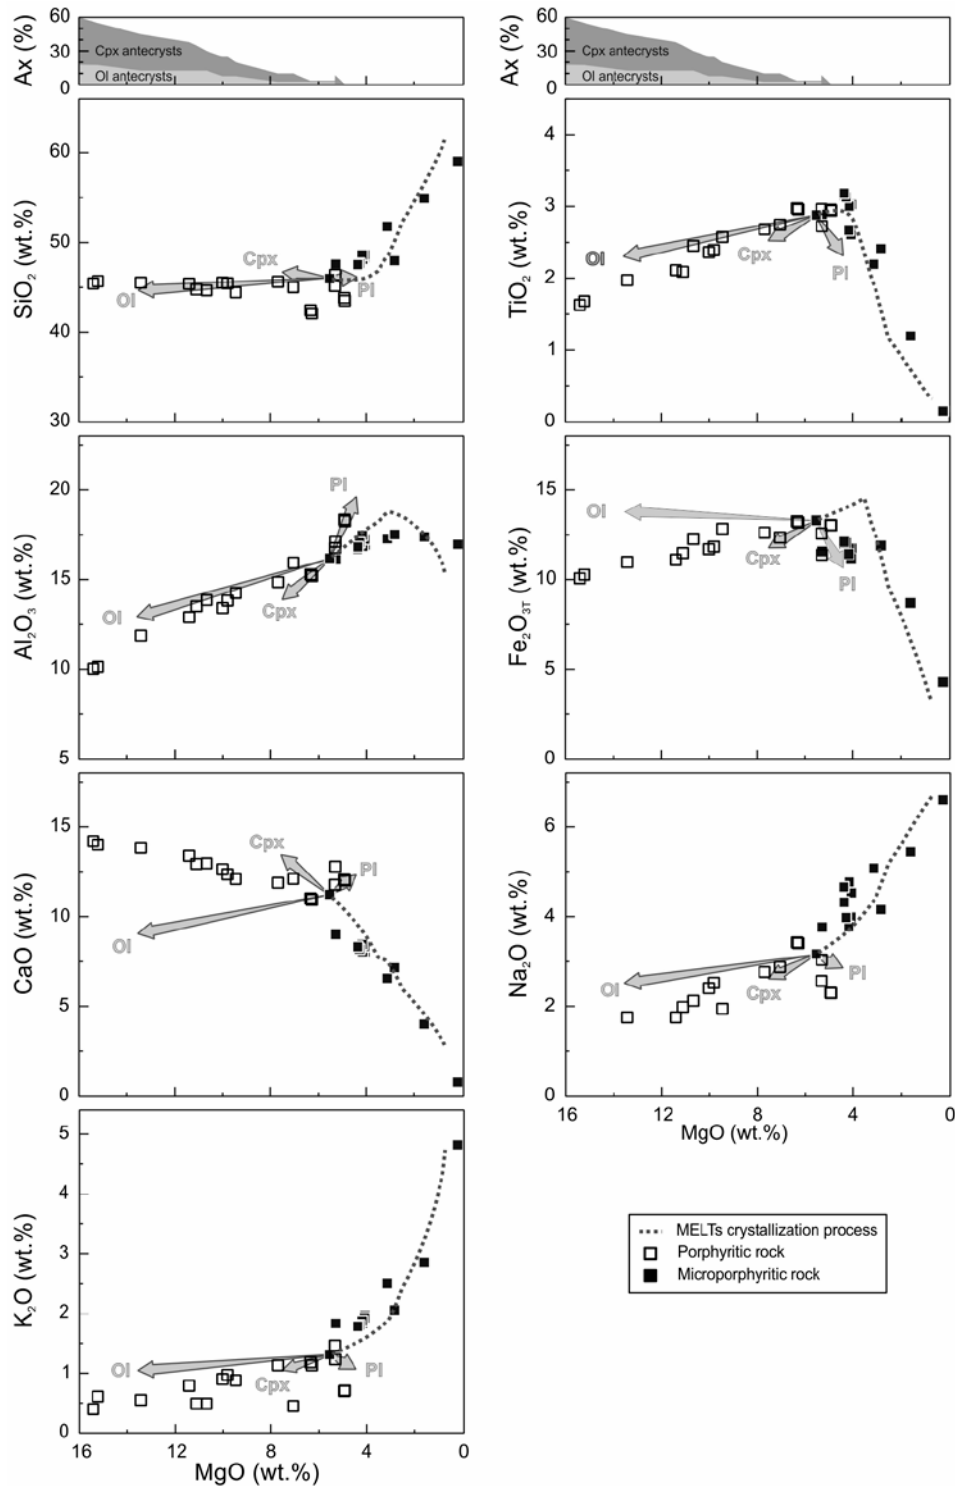 Ax (%)
60
30
0
Cpx antecrysts
Ol antecrysts
Ax (%)
60
30
0
Cpx antecrysts
Ol antecrysts
SiO2 (wt.%)
60
50
40
30
Cpx
Ol
Pl
TiO2 (wt.%)
4
3
2
1
0
Ol
Cpx
Pl
Al2O3 (wt.%)
20
15
10
5
Pl
Ol
Cpx
Fe2O3T (wt.%)
15
10
5
0
Ol
Cpx
Pl
CaO (wt.%)
15
10
5
0
Cpx
Pl
Ol
Na2O (wt.%)
6
4
2
0
Ol
Cpx
Pl
16 12 8 4 0
MgO (wt.%)
K2O (wt.%)
5
4
3
2
1
0
Ol
Cpx
Pl
16 12 8 4 0
MgO (wt.%)
MELTs crystallization process
Porphyritic rock
Microporphyritic rock